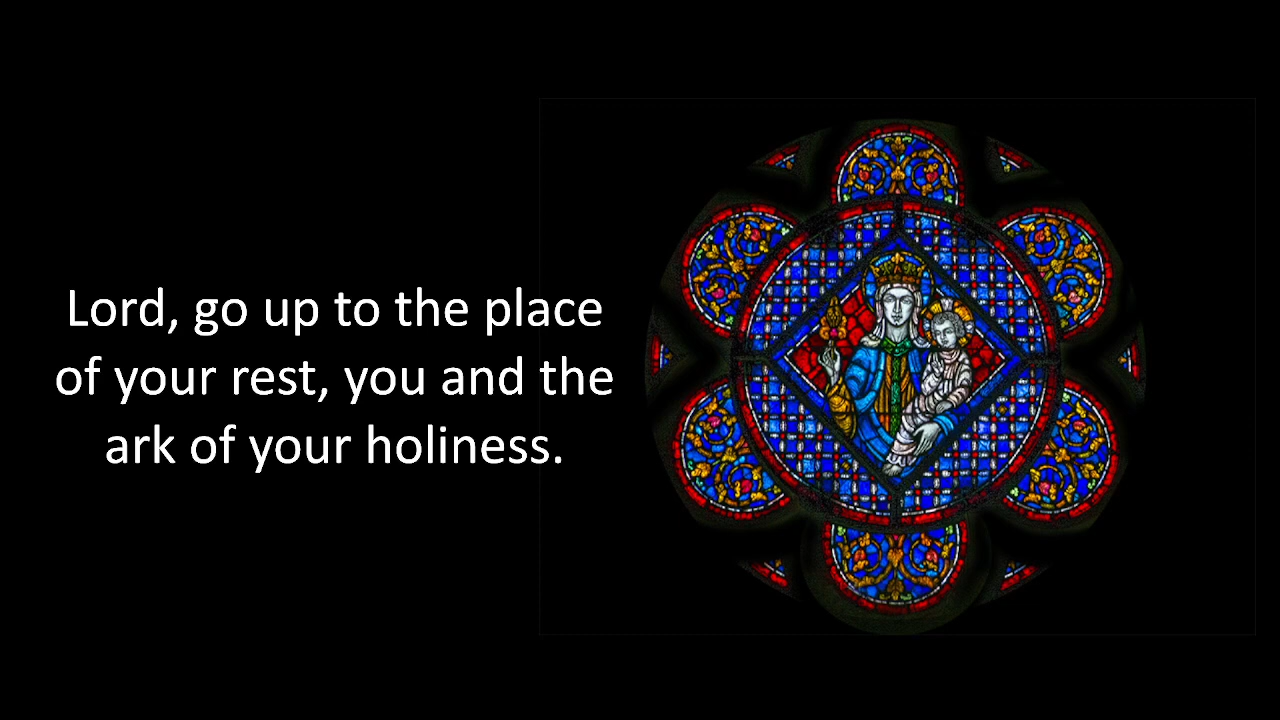 Lord, go up to the place
of your rest, you and the
ark of your holiness.